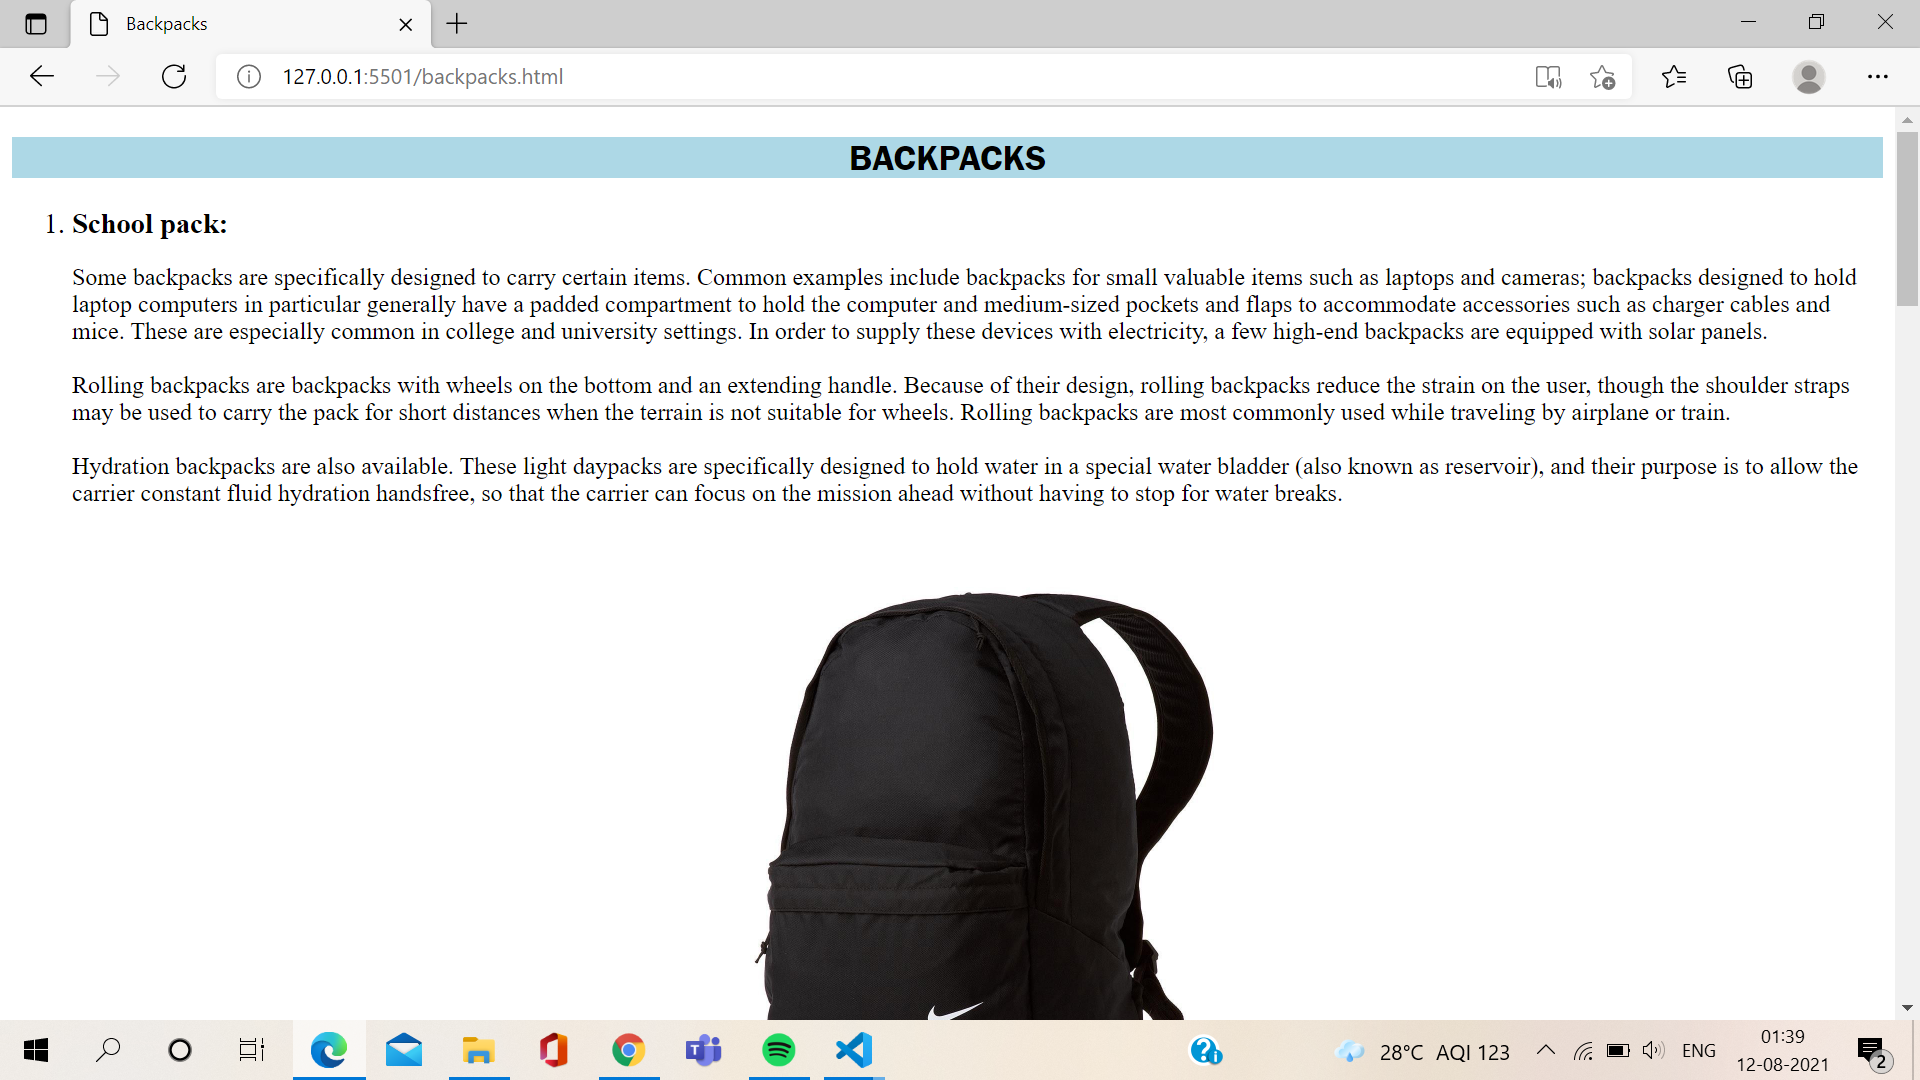 Backpacks
127.0.0.1:5501/backpacks.html
BACKPACKS
1. School pack:
Some backpacks are specifically designed to carry certain items. Common examples include backpacks for small valuable items such as laptops and cameras; backpacks designed to hold
laptop computers in particular generally have a padded compartment to hold the computer and medium-sized pockets and flaps to accommodate accessories such as charger cables and
mice. These are especially common in college and university settings. In order to supply these devices with electricity, a few high-end backpacks are equipped with solar panels.
Rolling backpacks are backpacks with wheels on the bottom and an extending handle. Because of their design, rolling backpacks reduce the strain on the user, though the shoulder straps
may be used to carry the pack for short distances when the terrain is not suitable for wheels. Rolling backpacks are most commonly used while traveling by airplane or train.
Hydration backpacks are also available. These light daypacks are specifically designed to hold water in a special water bladder (also known as reservoir), and their purpose is to allow the
carrier constant fluid hydration handsfree, so that the carrier can focus on the mission ahead without having to stop for water breaks.
28°C AQI 123
ENG
01:39
12-08-2021
2